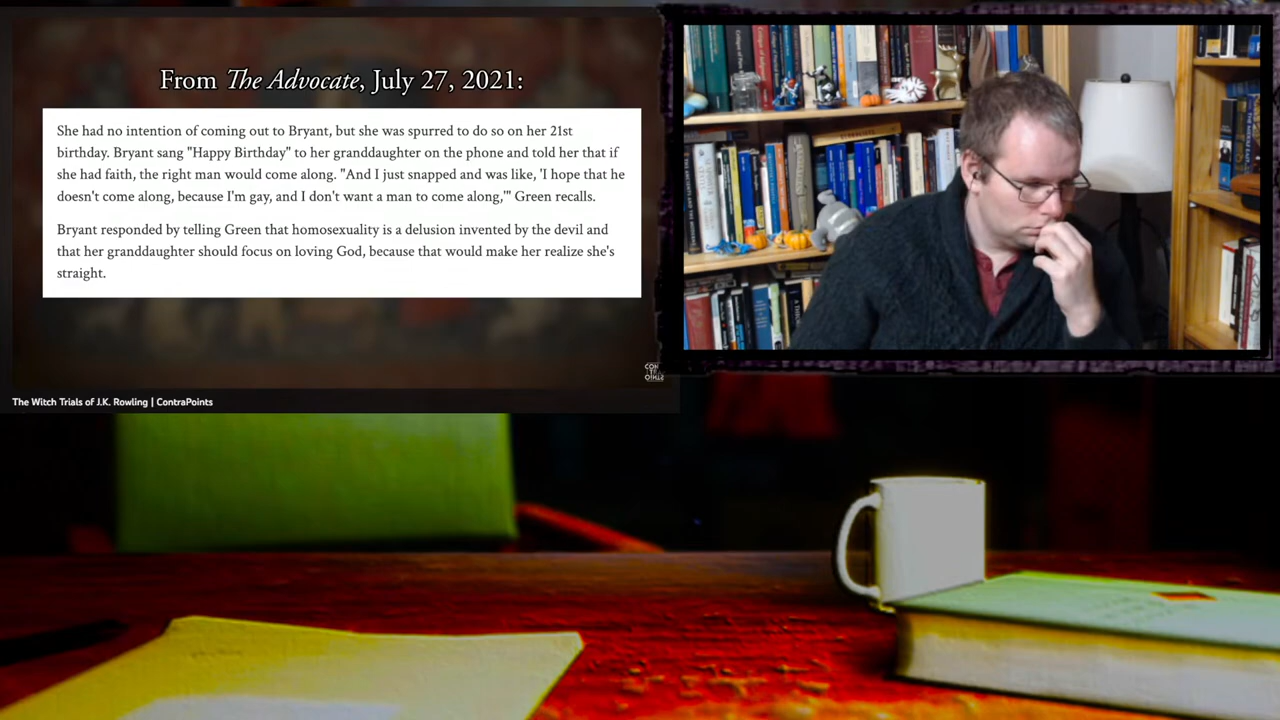 From The Advocate, July 27, 2021:
She had no intention of coming out to Bryant, but she was spurred to do so on her 21st
birthday. Bryant sang "Happy Birthday" to her granddaughter on the phone and told her that if
she had faith, the right man would come along. "And I just snapped and was like, 'I hope that he
doesn't come along, because I'm gay, and I don't want a man to come along,'" Green recalls.
Bryant responded by telling Green that homosexuality is a delusion invented by the devil and
that her granddaughter should focus on loving God, because that would make her realize she's
straight.
The Witch Trials of J.K. Rowling | ContraPoints